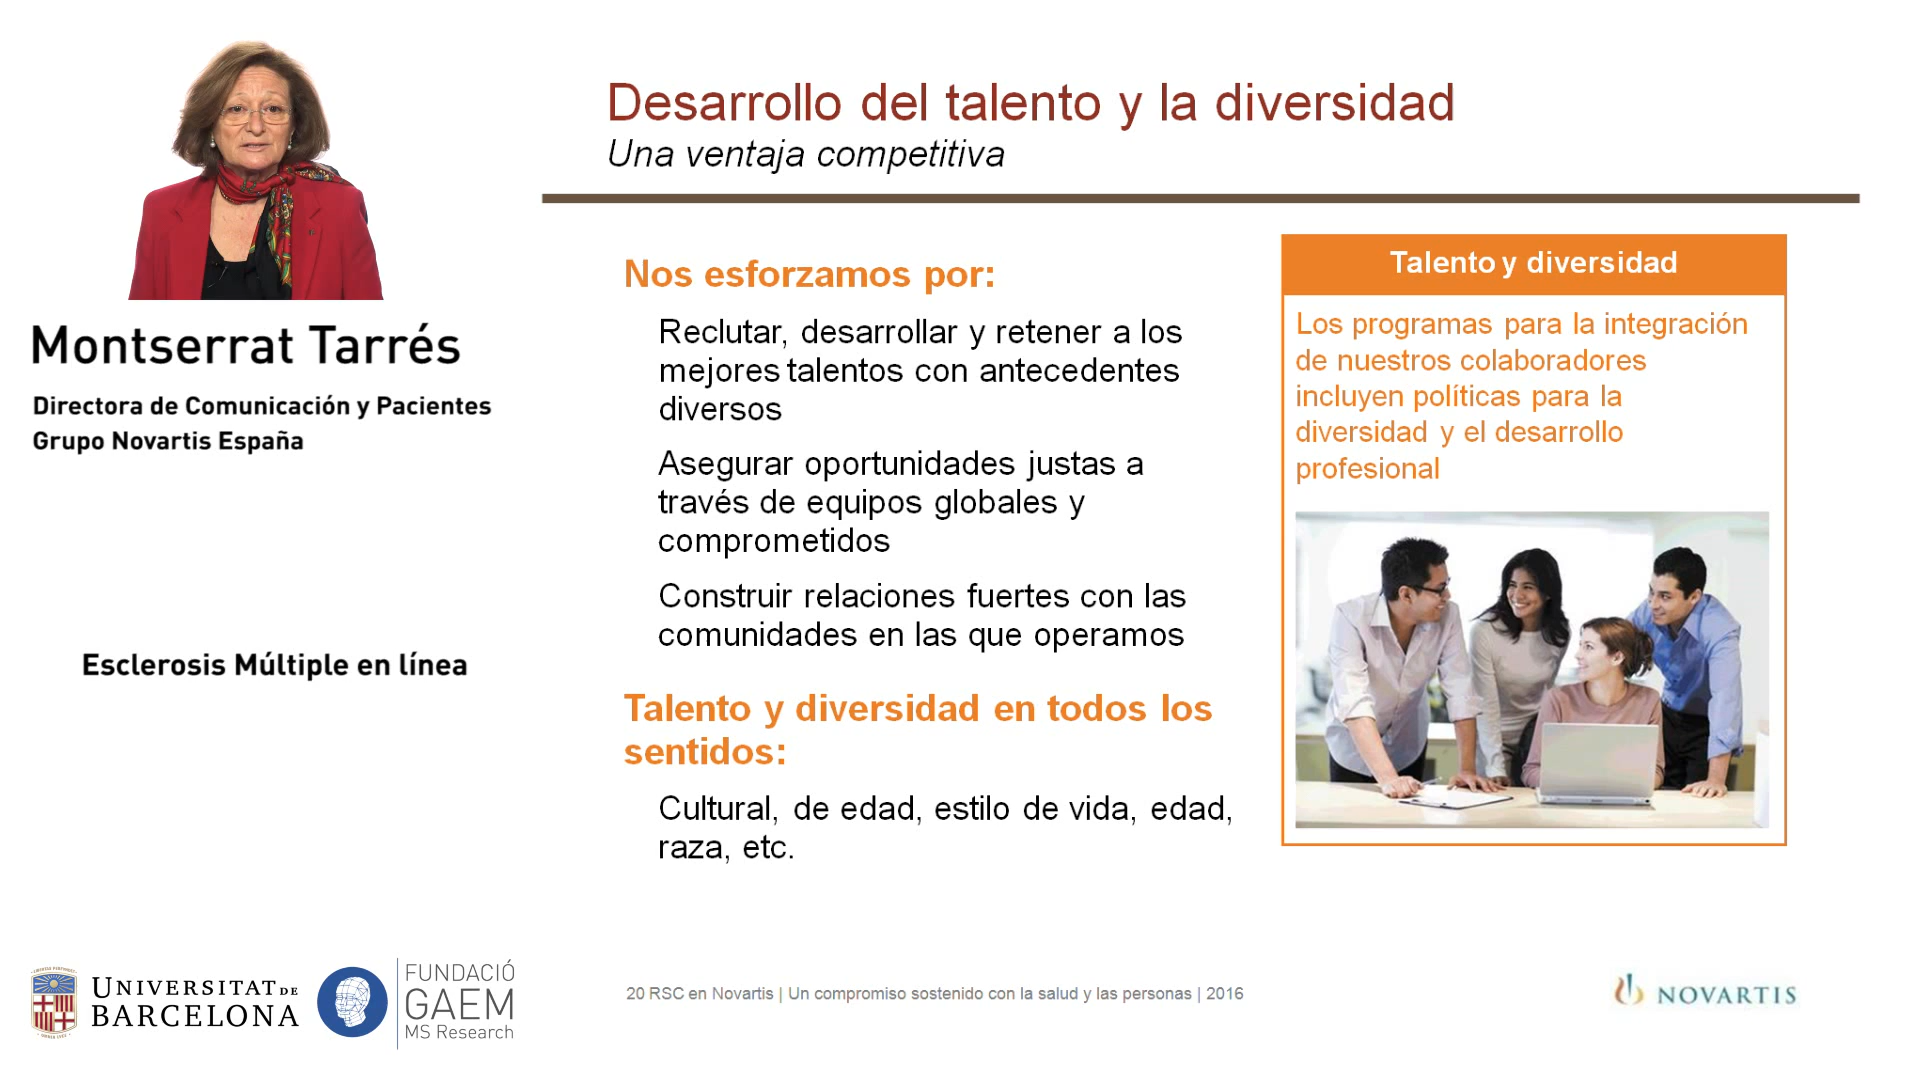 Desarrollo del talento y la diversidad
Una ventaja competitiva
Montserrat Tarrés
Directora de Comunicación y Pacientes
Grupo Novartis España
Esclerosis Múltiple en línea
Nos esforzamos por:
Reclutar, desarrollar y retener a los
mejores talentos con antecedentes
diversos
Asegurar oportunidades justas a
través de equipos globales y
comprometidos
Construir relaciones fuertes con las
comunidades en las que operamos
Talento y diversidad en todos los
sentidos:
Cultural, de edad, estilo de vida, edad,
raza, etc.
Talento y diversidad
Los programas para la integración
de nuestros colaboradores
incluyen políticas para la
diversidad y el desarrollo
profesional
UNIVERSITAT DE
BARCELONA
FUNDACIÓ
GAEM
MS Research
20 RSC en Novartis | Un compromiso sostenido con la salud y las personas | 2016
NOVARTIS